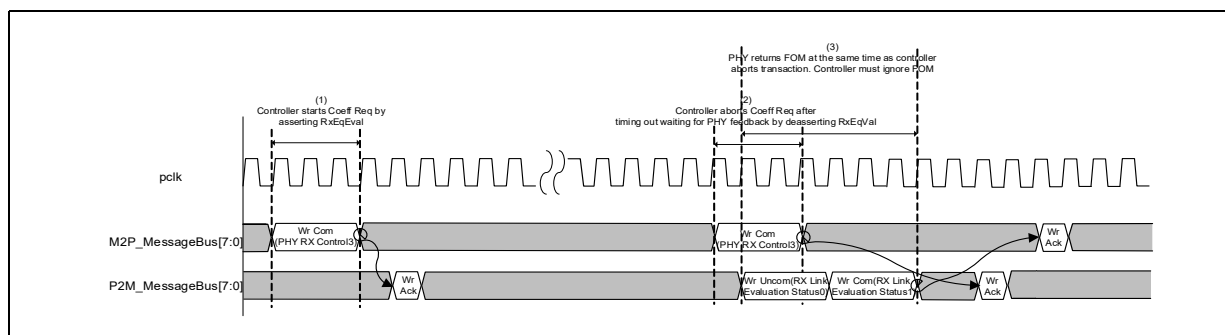 (3)
PHY returns FOM at the same time as controller
aborts transaction. Controller must ignore FOM
(1)
Controller starts Coeff Req by
asserting RxEqEval
(2)
Controller aborts Coeff Req after
timing out waiting for PHY feedback by deasserting RxEqVal
pclk
M2P_MessageBus[7:0]
Wr Com
(PHY RX Control3)
Wr Com
(PHY RX Control3)
Wr
Ack
P2M_MessageBus[7:0]
Wr
Ack
Wr Uncom(RX Link
Evaluation Status0)
Wr Com(RX Link
Evaluation Status1)
Wr
Ack